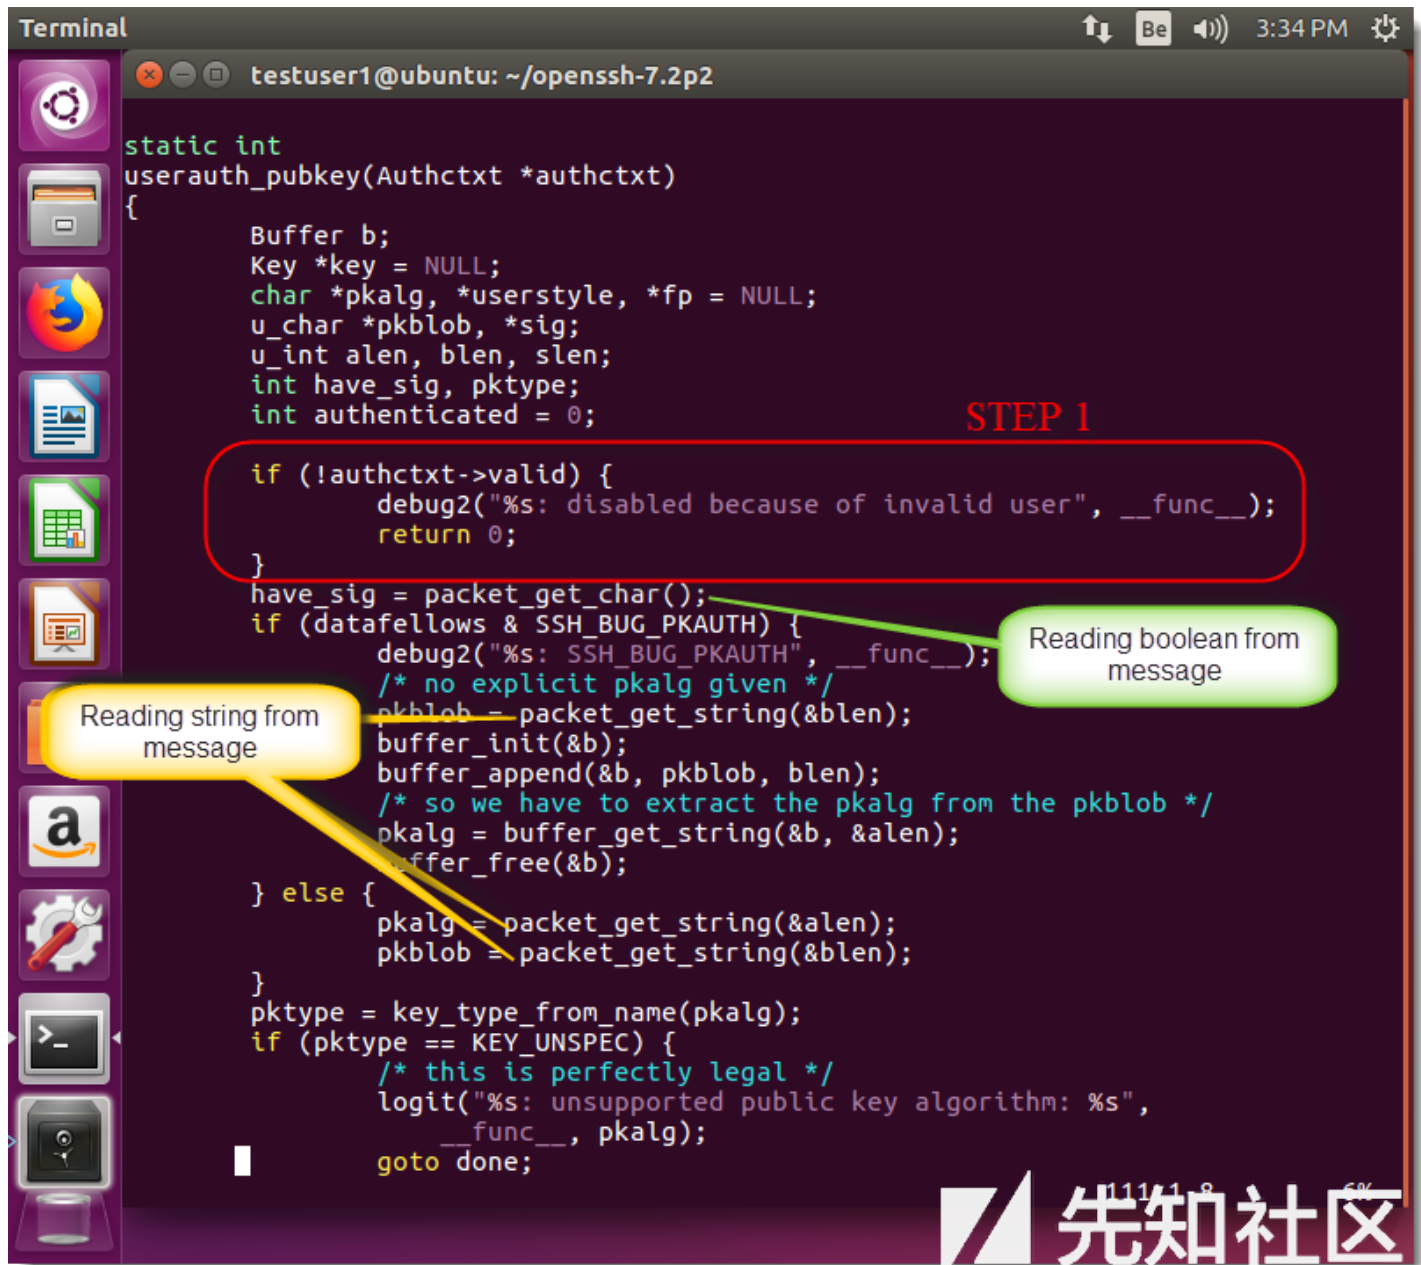 Terminal
Be
3:34 PM
testuser1@ubuntu: ~/openssh-7.2p2
static int
userauth_pubkey(Authctxt *authctxt)
{
Buffer b;
Key *key = NULL;
char *pkalg, *userstyle, *fp = NULL;
u_char *pkblob, *sig;
u_int alen, blen, slen;
int have_sig, pktype;
int authenticated = 0;
STEP 1
if (!authctxt->valid) {
debug2("%s: disabled because of invalid user", __func__);
return 0;
}
have_sig = packet_get_char();
if (datafellows & SSH_BUG_PKAUTH) {
debug2("%s: SSH_BUG_PKAUTH", __func__);
/* no explicit pkalg given */
pkblob = packet_get_string(&blen);
buffer_init(&b);
buffer_append(&b, pkblob, blen);
/* so we have to extract the pkalg from the pkblob */
pkalg = buffer_get_string(&b, &alen);
buffer_free(&b);
} else {
pkalg = packet_get_string(&alen);
pkblob = packet_get_string(&blen);
}
pktype = key_type_from_name(pkalg);
if (pktype == KEY_UNSPEC) {
/* this is perfectly legal */
logit("%s: unsupported public key algorithm: %s",
__func__, pkalg);
goto done;
Reading boolean from
message
Reading string from
message
a
>_
6%
先知社区